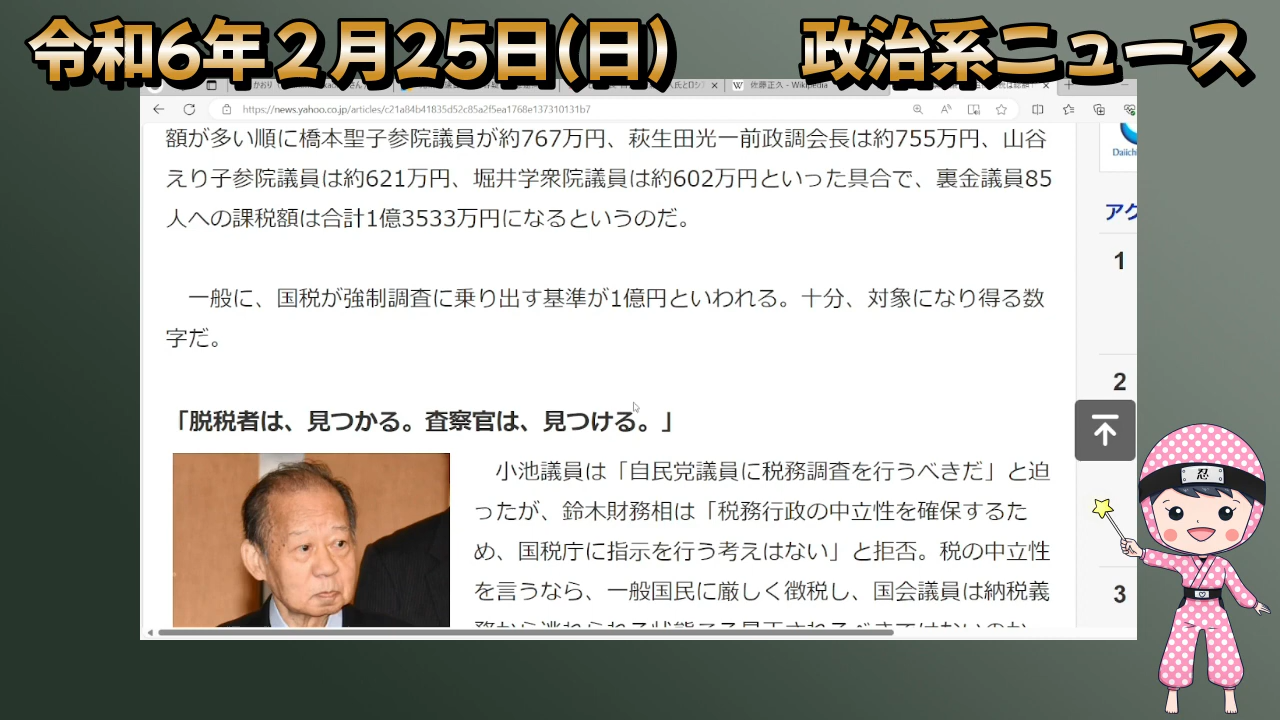 令和6年２月25日(日)　政治系ニュース
佐藤正久 - Wikipedia
https://news.yahoo.co.jp/articles/c21a84b41835d52c85a2f5ea1768e137310131b7
額が多い順に橋本聖子参院議員が約767万円、萩生田光一前政調会長は約755万円、山谷
えり子参院議員は約621万円、堀井学衆院議員は約602万円といった具合で、裏金議員85
人への課税額は合計1億3533万円になるというのだ。
一般に、国税が強制調査に乗り出す基準が1億円といわれる。十分、対象になり得る数
字だ。
「脱税者は、見つかる。査察官は、見つける。」
小池議員は「自民党議員に税務調査を行うべきだ」と迫
ったが、鈴木財務相は「税務行政の中立性を確保するた
め、国税庁に指示を行う考えはない」と拒否。税の中立性
を言うなら、一般国民に厳しく徴税し、国会議員は納税義
Daiich
アク
1
2
3
忍